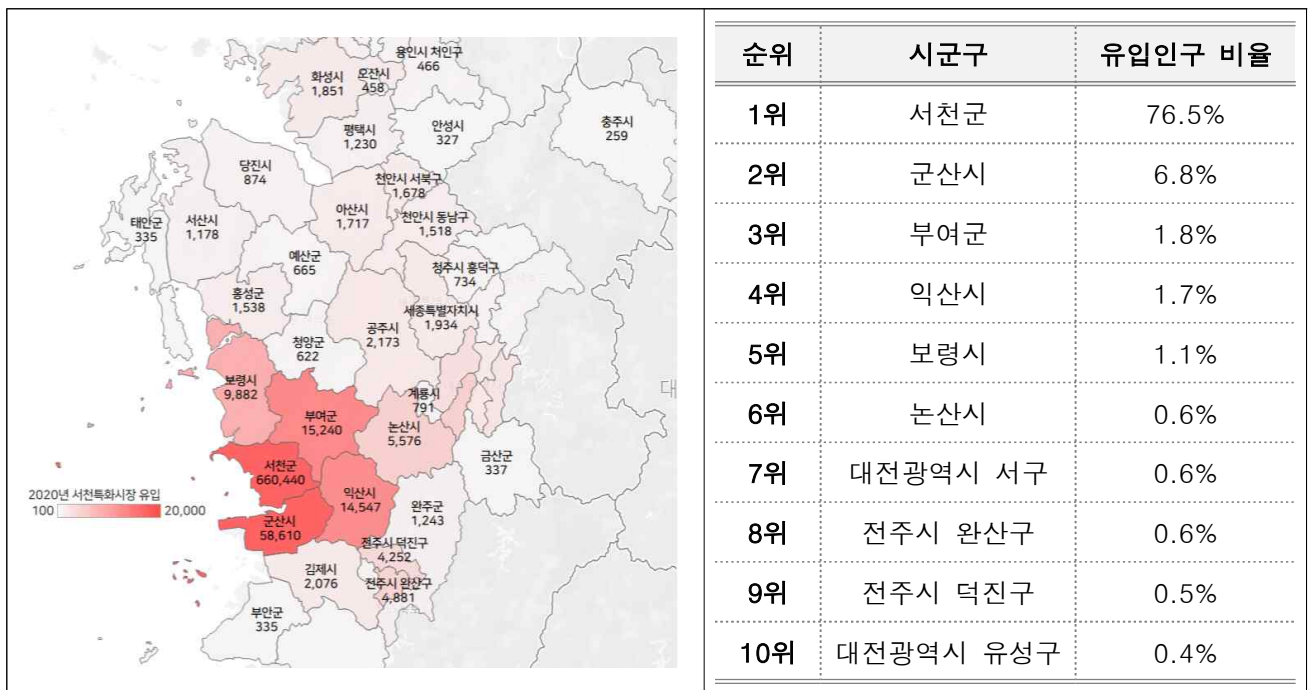 용인시 처인구
466
화성시
1,851
오산시
458
평택시
1,230
안성시
327
충주시
259
당진시
874
천안시 서북구
1,678
태안군
335
서산시
1,178
아산시
1,717
천안시 동남구
1,518
예산군
665
청주시 흥덕구
734
홍성군
1,538
세종특별자치시
1,934
공주시
2,173
청양군
622
보령시
9,882
계룡시
791
대
부여군
15,240
논산시
5,576
금산군
337
서천군
660,440
익산시
14,547
2020년 서천특화시장 유입
100
20,000
완주군
1,243
군산시
58,610
전주시 덕진구
4,252
김제시
2,076
전주시 완산구
4,881
부안군
335
순위 시군구 유입인구 비율
1위 서천군 76.5%
2위 군산시 6.8%
3위 부여군 1.8%
4위 익산시 1.7%
5위 보령시 1.1%
6위 논산시 0.6%
7위 대전광역시 서구 0.6%
8위 전주시 완산구 0.6%
9위 전주시 덕진구 0.5%
10위 대전광역시 유성구 0.4%